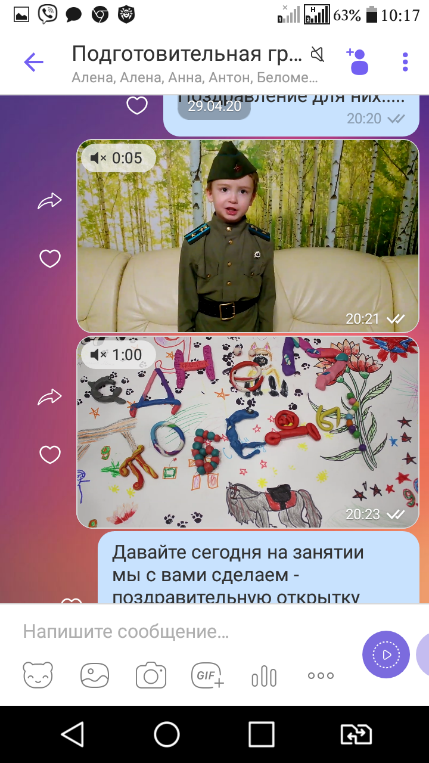 63% 10:17
Подготовительная гр...
Алена, Алена, Анна, Антон, Беломе...
Поздравление для них.....
29.04.20
20:20
0:05
20:21
1:00
20:23
Давайте сегодня на занятии
мы с вами сделаем -
поздравительную открытку
Напишите сообщение...
GIF